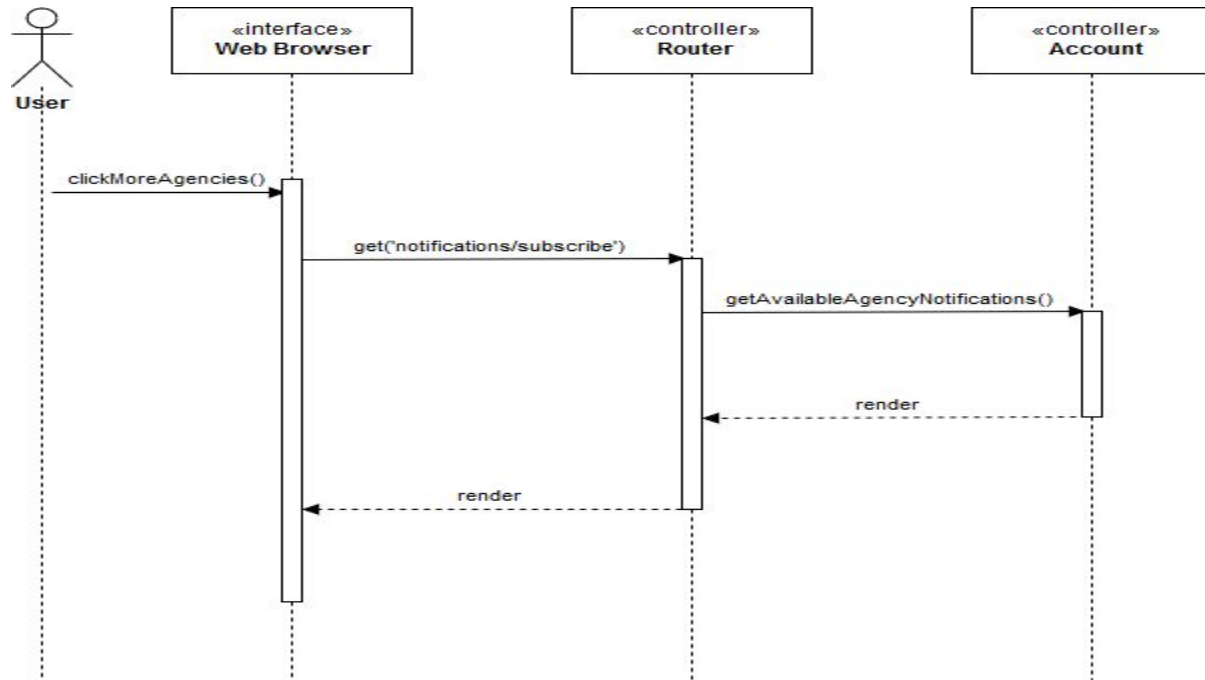 «interface»
Web Browser
«controller»
Router
«controller»
Account
User
clickMoreAgencies()
get('notifications/subscribe')
getAvailableAgencyNotifications()
render
render